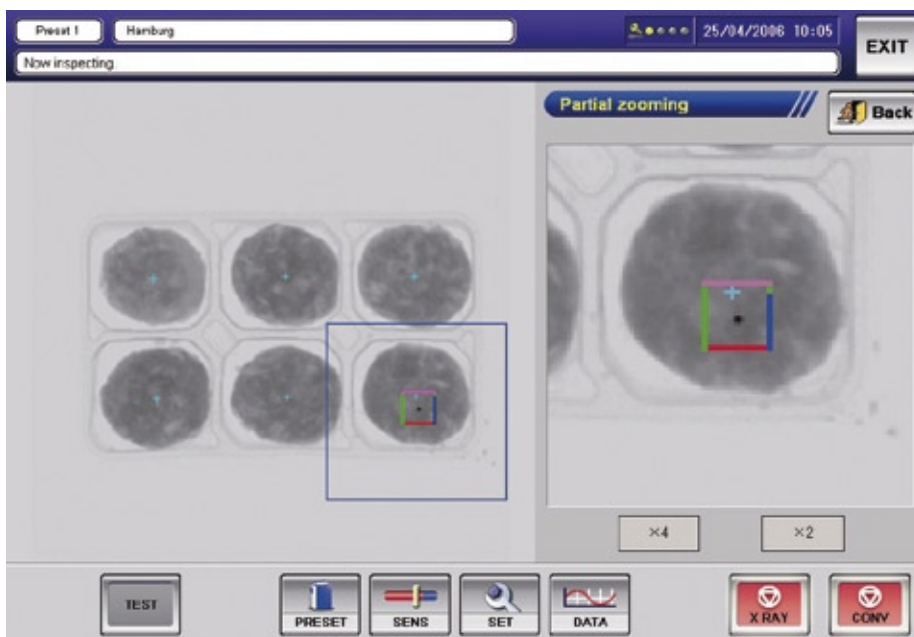 Preset 1
Hamburg
25/04/2006 10:05
EXIT
Now inspecting
Partial zooming
Back
×4
×2
TEST
PRESET
SENS
SET
DATA
X RAY
CONV